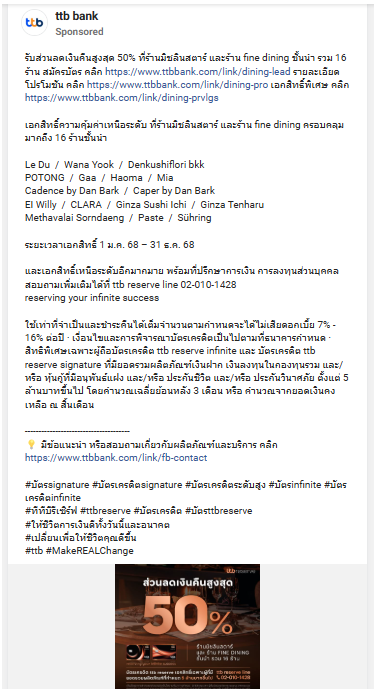 ttb bank
Sponsored
รับส่วนลดเงินคืนสูงสุด 50% ที่ร้านมิชลินสตาร์ และร้าน fine dining ชั้นนำ รวม 16
ร้าน สมัครบัตร คลิก https://www.ttbbank.com/link/dining-lead รายละเอียด
โปรโมชัน คลิก https://www.ttbbank.com/link/dining-pro เอกสิทธิ์พิเศษ คลิก
https://www.ttbbank.com/link/dining-prvlgs
เอกสิทธิ์ความคุ้มค่าเหนือระดับ ที่ร้านมิชลินสตาร์ และร้าน fine dining ครอบคลุม
มากถึง 16 ร้านชั้นนำ
Le Du / Wana Yook / Denkushiflori bkk
POTONG / Gaa / Haoma / Mia
Cadence by Dan Bark / Caper by Dan Bark
El Willy / CLARA / Ginza Sushi Ichi / Ginza Tenharu
Methavalai Sorndaeng / Paste / Sühring
ระยะเวลาเอกสิทธิ์ 1 ม.ค. 68 – 31 ธ.ค. 68
และเอกสิทธิ์เหนือระดับอีกมากมาย พร้อมที่ปรึกษาการเงิน การลงทุนส่วนบุคคล
สอบถามเพิ่มเติมได้ที่ ttb reserve line 02-010-1428
reserving your infinite success
ใช้เท่าที่จำเป็นและชำระคืนได้เต็มจำนวนตามกำหนดจะได้ไม่เสียดอกเบี้ย 7% -
16% ต่อปี · เงื่อนไขและการพิจารณาบัตรเครดิตเป็นไปตามที่ธนาคารกำหนด ·
สิทธิพิเศษเฉพาะผู้ถือบัตรเครดิต ttb reserve infinite และ บัตรเครดิต ttb
reserve signature ที่มียอดรวมผลิตภัณฑ์เงินฝาก เงินลงทุนในกองทุนรวม และ/
หรือ หุ้นกู้ที่มีอนุพันธ์แฝง และ/หรือ ประกันชีวิต และ/หรือ ประกันวินาศภัย ตั้งแต่ 5
ล้านบาทขึ้นไป โดยคำนวณเฉลี่ยย้อนหลัง 3 เดือน หรือ คำนวณจากยอดเงินคง
เหลือ ณ สิ้นเดือน
----------------------------------
💡 มีข้อแนะนำ หรือสอบถามเกี่ยวกับผลิตภัณฑ์และบริการ คลิก
https://www.ttbbank.com/link/fb-contact
#บัตรsignature #บัตรเครดิตsignature #บัตรเครดิตระดับสูง #บัตรinfinite #บัตร
เครดิตinfinite
#ทีทีบีรีเซิร์ฟ #ttbreserve #บัตรเครดิต #บัตรttbreserve
#ให้ชีวิตการเงินดีทั้งวันนี้และอนาคต
#เปลี่ยนเพื่อให้ชีวิตคุณดีขึ้น
#ttb #MakeREALChange
ttb reserve
ส่วนลดเงินคืนสูงสุด
50%
ร้านมิชลินสตาร์
และ ร้าน FINE DINING
ชั้นนำ รวม 16 ร้าน
ttb reserve line
02-010-1428